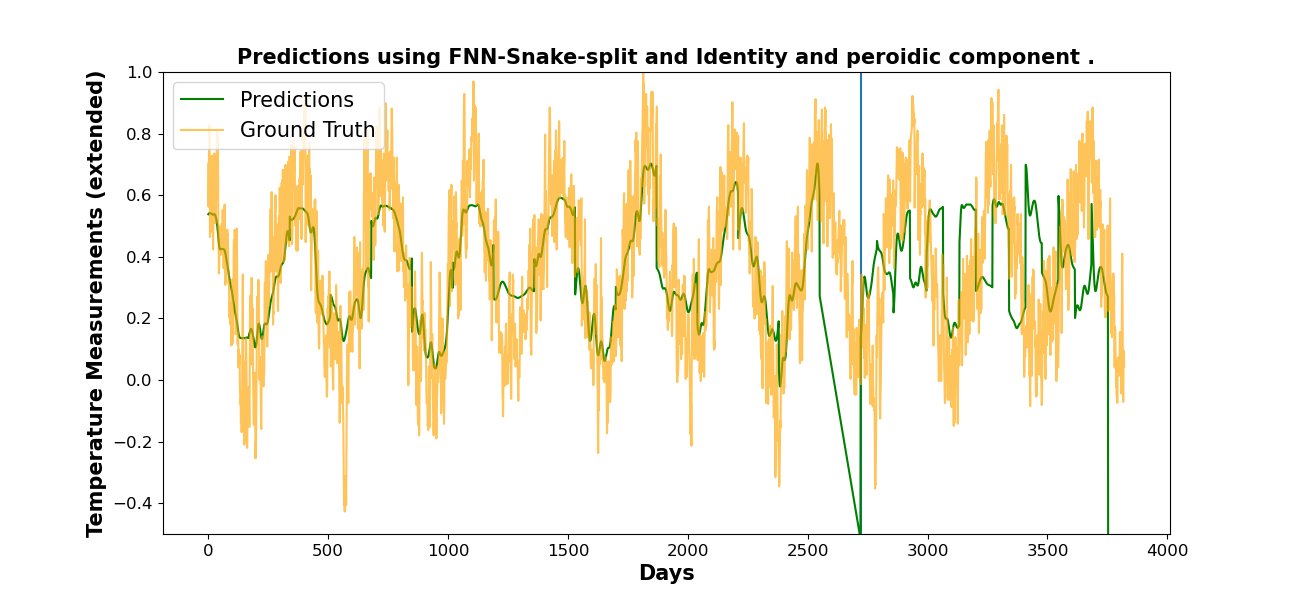 Predictions using FNN-Snake-split and Identity and peroidic component .
Temperature Measurements (extended)
1.0
0.8
0.6
0.4
0.2
0.0
−0.2
−0.4
Predictions
Ground Truth
0 500 1000 1500 2000 2500 3000 3500 4000
Days